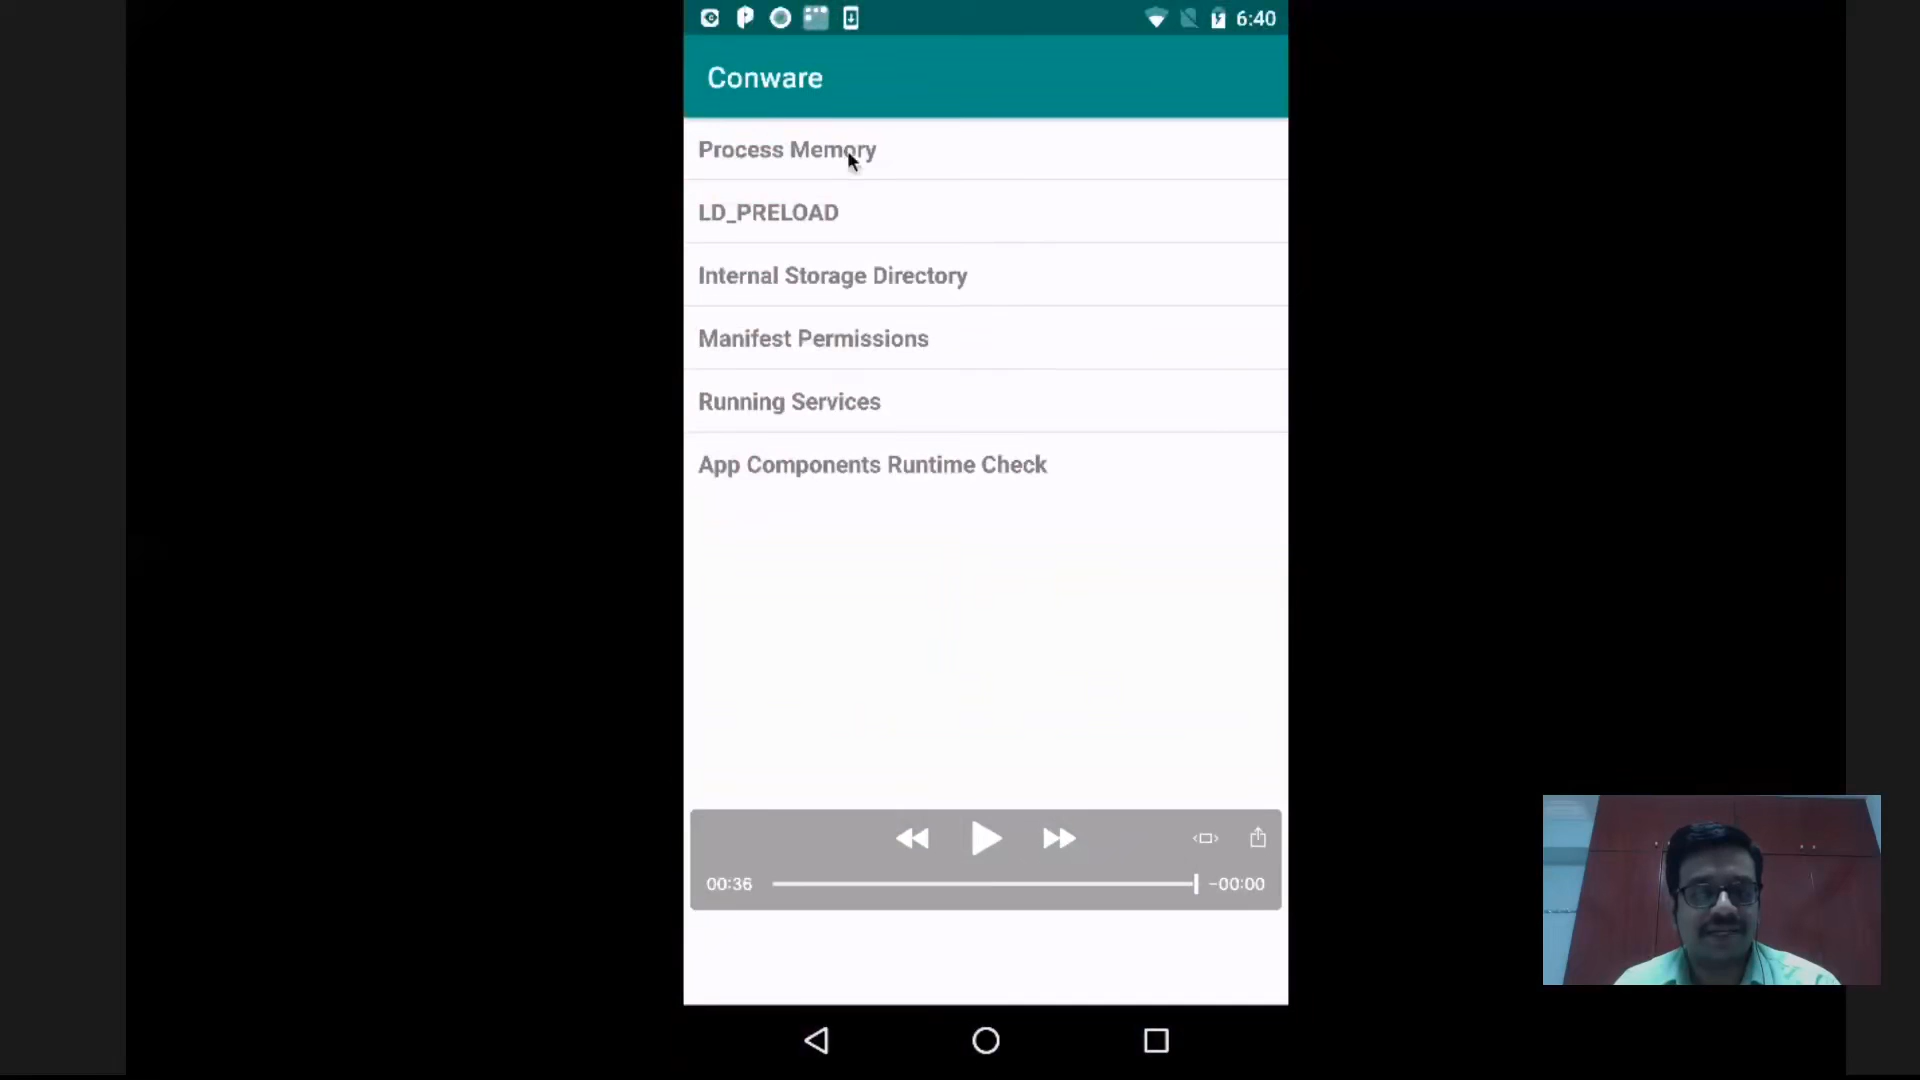 6:40
Conware
Process Memory
LD_PRELOAD
Internal Storage Directory
Manifest Permissions
Running Services
App Components Runtime Check
00:36
-00:00